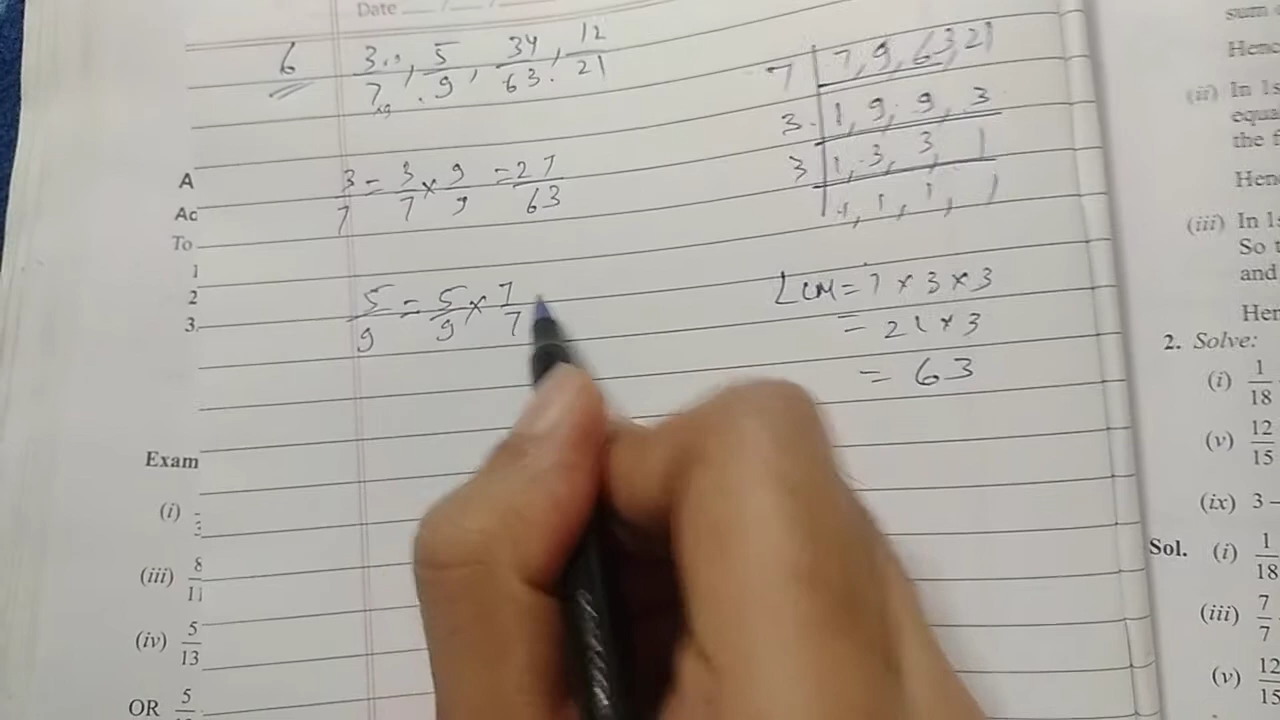 Date
6 3/7, 5/9, 34/63, 12/21
×9
3/7 = 3/7 × 9/9 = 27/63
5/9 = 5/9 × 7/7
7 | 7, 9, 63, 21
3 | 1, 9, 9, 3
3 | 1, 3, 3, 1
1, 1, 1, 1
LCM = 7 × 3 × 3
= 21 × 3
= 63
A
Ac
To
1
2
3.
Exam
(i)
(iii) 8/11
(iv) 5/13
OR 5
sum
Hence
(ii) In 1s
equa
the f
Hen
(iii) In 1
So t
and
Her
2. Solve:
(i) 1/18
(v) 12/15
(ix) 3 –
Sol. (i) 1/18
(iii) 7/7
(v) 12/15